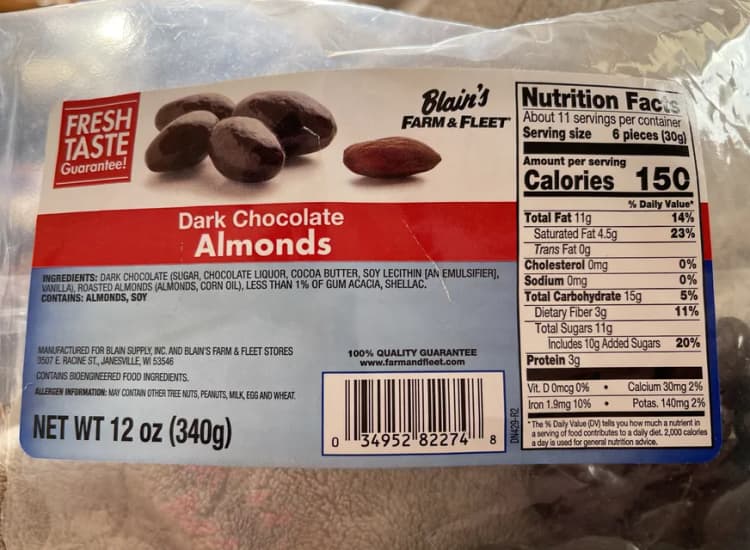 FRESH
TASTE
Guarantee!
Blain's
FARM & FLEET
Dark Chocolate
Almonds
INGREDIENTS: DARK CHOCOLATE (SUGAR, CHOCOLATE LIQUOR, COCOA BUTTER, SOY LECITHIN [AN EMULSIFIER],
VANILLA), ROASTED ALMONDS (ALMONDS, CORN OIL), LESS THAN 1% OF GUM ACACIA, SHELLAC.
CONTAINS: ALMONDS, SOY
MANUFACTURED FOR BLAIN SUPPLY, INC. AND BLAIN'S FARM & FLEET STORES
3507 E. RACINE ST., JANESVILLE, WI 53546
CONTAINS BIOENGINEERED FOOD INGREDIENTS.
ALLERGEN INFORMATION: MAY CONTAIN OTHER TREE NUTS, PEANUTS, MILK, EGG AND WHEAT.
NET WT 12 oz (340g)
100% QUALITY GUARANTEE
www.farmandfleet.com
0 34952 82274 8
DN429-R2
Nutrition Facts
About 11 servings per container
Serving size 6 pieces (30g)
Amount per serving
Calories 150
% Daily Value*
Total Fat 11g 14%
Saturated Fat 4.5g 23%
Trans Fat 0g
Cholesterol 0mg 0%
Sodium 0mg 0%
Total Carbohydrate 15g 5%
Dietary Fiber 3g 11%
Total Sugars 11g
Includes 10g Added Sugars 20%
Protein 3g
Vit. D 0mcg 0% • Calcium 30mg 2%
Iron 1.9mg 10% • Potas. 140mg 2%
*The % Daily Value (DV) tells you how much a nutrient in
a serving of food contributes to a daily diet. 2,000 calories
a day is used for general nutrition advice.